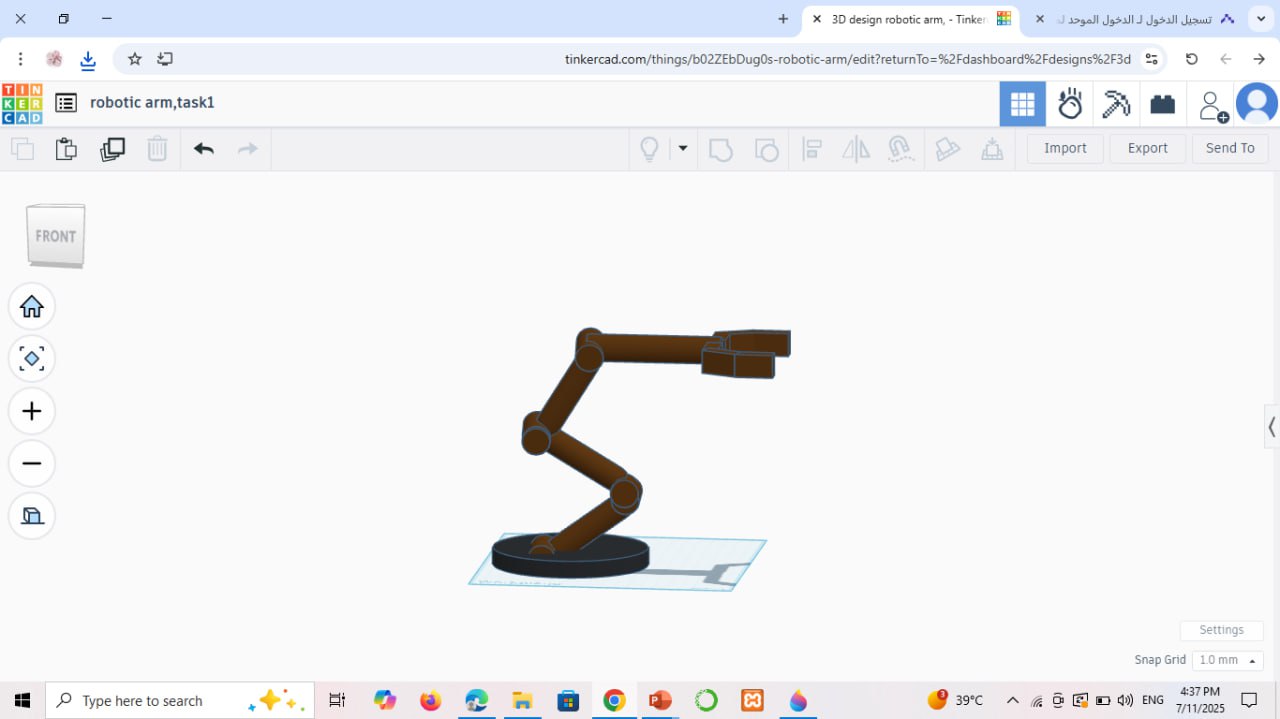 3D design robotic arm, - Tinker
تسجيل الدخول لـ الدخول الموحد لـ
tinkercad.com/things/b02ZEbDug0s-robotic-arm/edit?returnTo=%2Fdashboard%2Fdesigns%2F3d
TIN
KER
CAD
robotic arm,task1
Import
Export
Send To
FRONT
Settings
Snap Grid 1.0 mm
Type here to search
3
39°C
ENG
4:37 PM
7/11/2025